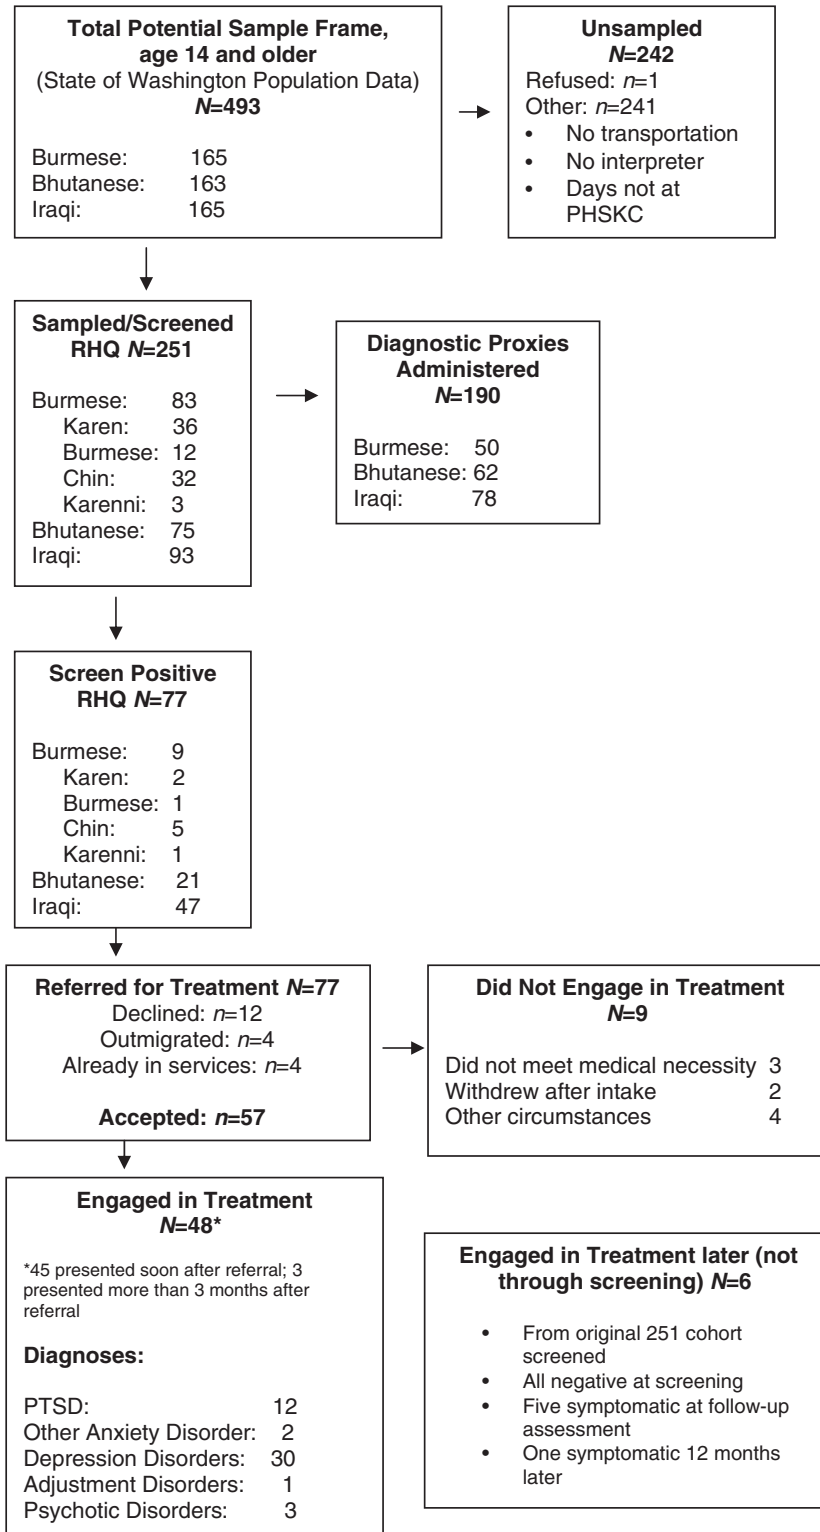 Total Potential Sample Frame,
age 14 and older
(State of Washington Population Data)
N=493
Burmese: 165
Bhutanese: 163
Iraqi: 165
Unsampled
N=242
Refused: n=1
Other: n=241
• No transportation
• No interpreter
• Days not at
PHSKC
Sampled/Screened
RHQ N=251
Burmese: 83
Karen: 36
Burmese: 12
Chin: 32
Karenni: 3
Bhutanese: 75
Iraqi: 93
Diagnostic Proxies
Administered
N=190
Burmese: 50
Bhutanese: 62
Iraqi: 78
Screen Positive
RHQ N=77
Burmese: 9
Karen: 2
Burmese: 1
Chin: 5
Karenni: 1
Bhutanese: 21
Iraqi: 47
Referred for Treatment N=77
Declined: n=12
Outmigrated: n=4
Already in services: n=4
Accepted: n=57
Did Not Engage in Treatment
N=9
Did not meet medical necessity 3
Withdrew after intake 2
Other circumstances 4
Engaged in Treatment
N=48*
*45 presented soon after referral; 3
presented more than 3 months after
referral
Diagnoses:
PTSD: 12
Other Anxiety Disorder: 2
Depression Disorders: 30
Adjustment Disorders: 1
Psychotic Disorders: 3
Engaged in Treatment later (not
through screening) N=6
• From original 251 cohort
screened
• All negative at screening
• Five symptomatic at follow-up
assessment
• One symptomatic 12 months
later